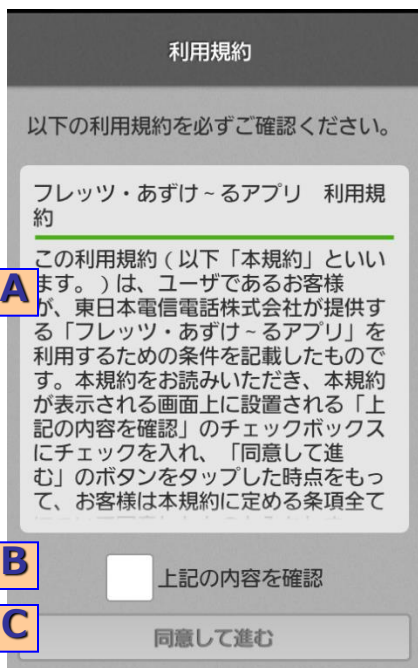 利用規約
以下の利用規約を必ずご確認ください。
フレッツ・あずけ~るアプリ　利用規
約
この利用規約(以下「本規約」といい
A
ます。)は、ユーザであるお客様
が、東日本電信電話株式会社が提供す
る「フレッツ・あずけ~るアプリ」を
利用するための条件を記載したもので
す。本規約をお読みいただき、本規約
が表示される画面上に設置される「上
記の内容を確認」のチェックボックス
にチェックを入れ、「同意して進
む」のボタンをタップした時点をもっ
て、お客様は本規約に定める条項全て
B
上記の内容を確認
C
同意して進む